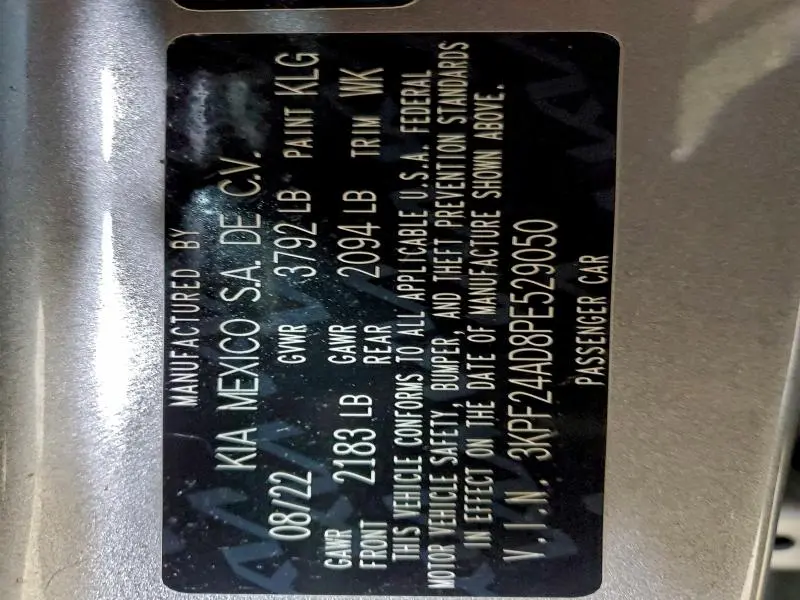 MANUFACTURED BY
KIA MEXICO S.A. DE C.V.
08/22 GVWR 3792 LB PAINT KLG
GAWR FRONT 2183 LB GAWR REAR 2094 LB TRIM WK
THIS VEHICLE CONFORMS TO ALL APPLICABLE U.S.A. FEDERAL
MOTOR VEHICLE SAFETY, BUMPER, AND THEFT PREVENTION STANDARDS
IN EFFECT ON THE DATE OF MANUFACTURE SHOWN ABOVE.
V.I.N. 3KPF24AD8PE529050
PASSENGER CAR